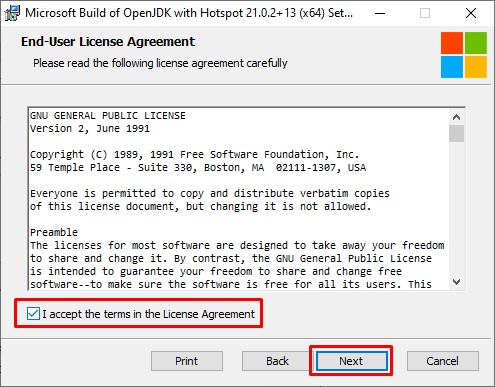 Microsoft Build of OpenJDK with Hotspot 21.0.2+13 (x64) Set...
End-User License Agreement
Please read the following license agreement carefully
GNU GENERAL PUBLIC LICENSE
Version 2, June 1991
Copyright (C) 1989, 1991 Free Software Foundation, Inc.
59 Temple Place - Suite 330, Boston, MA  02111-1307, USA
Everyone is permitted to copy and distribute verbatim copies
of this license document, but changing it is not allowed.
Preamble
The licenses for most software are designed to take away your freedom
to share and change it. By contrast, the GNU General Public License
is intended to guarantee your freedom to share and change free
software--to make sure the software is free for all its users. This
I accept the terms in the License Agreement
Print Back Next Cancel